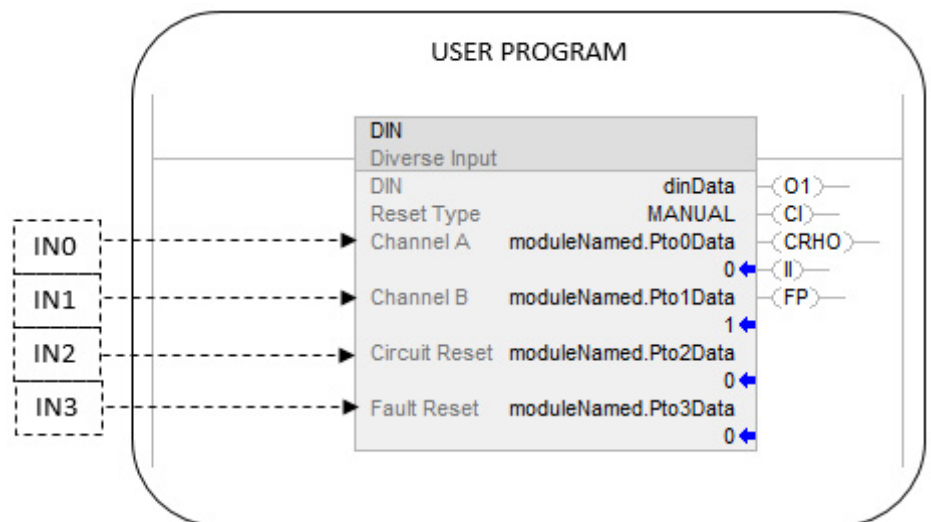 USER PROGRAM
DIN
Diverse Input
DIN dinData O1
Reset Type MANUAL CI
IN0 Channel A moduleNamed.Pto0Data CRHO
0 II
IN1 Channel B moduleNamed.Pto1Data FP
1
IN2 Circuit Reset moduleNamed.Pto2Data
0
IN3 Fault Reset moduleNamed.Pto3Data
0